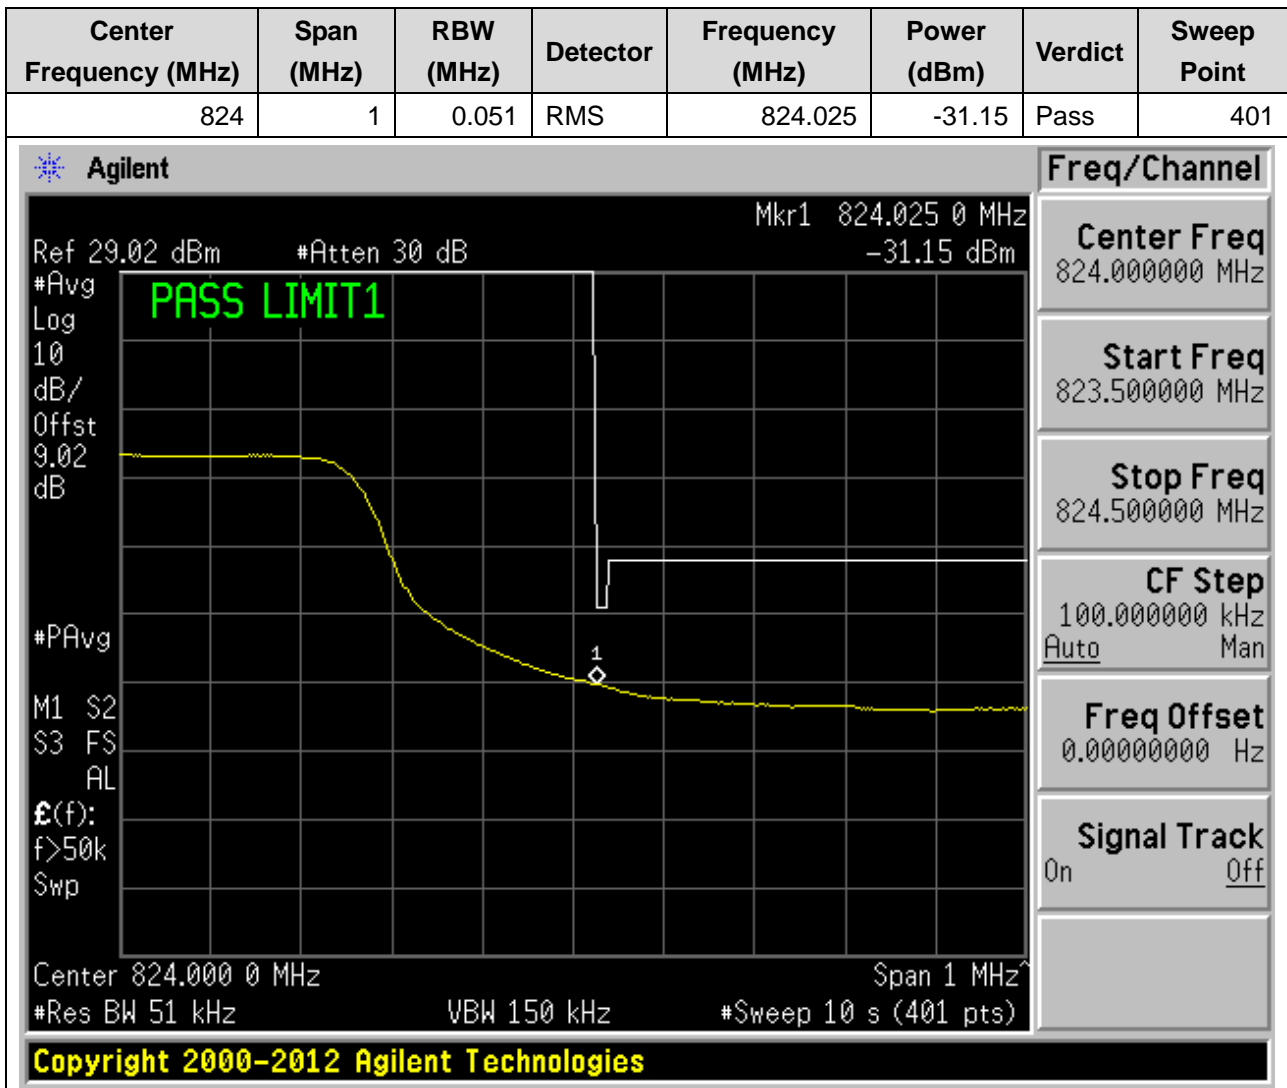 Center Frequency (MHz) Span (MHz) RBW (MHz) Detector Frequency (MHz) Power (dBm) Verdict Sweep Point
824 1 0.051 RMS 824.025 -31.15 Pass 401
Agilent
Freq/Channel
Mkr1 824.025 0 MHz
Ref 29.02 dBm #Atten 30 dB -31.15 dBm
#Avg
Log
10
dB/
Offst
9.02
dB
PASS LIMIT1
1
#PAvg
M1 S2
S3 FS
AL
£(f):
f>50k
Swp
Center 824.000 0 MHz Span 1 MHz^
#Res BW 51 kHz VBW 150 kHz #Sweep 10 s (401 pts)
Center Freq
824.000000 MHz
Start Freq
823.500000 MHz
Stop Freq
824.500000 MHz
CF Step
100.000000 kHz
Auto Man
Freq Offset
0.00000000 Hz
Signal Track
On Off
Copyright 2000-2012 Agilent Technologies